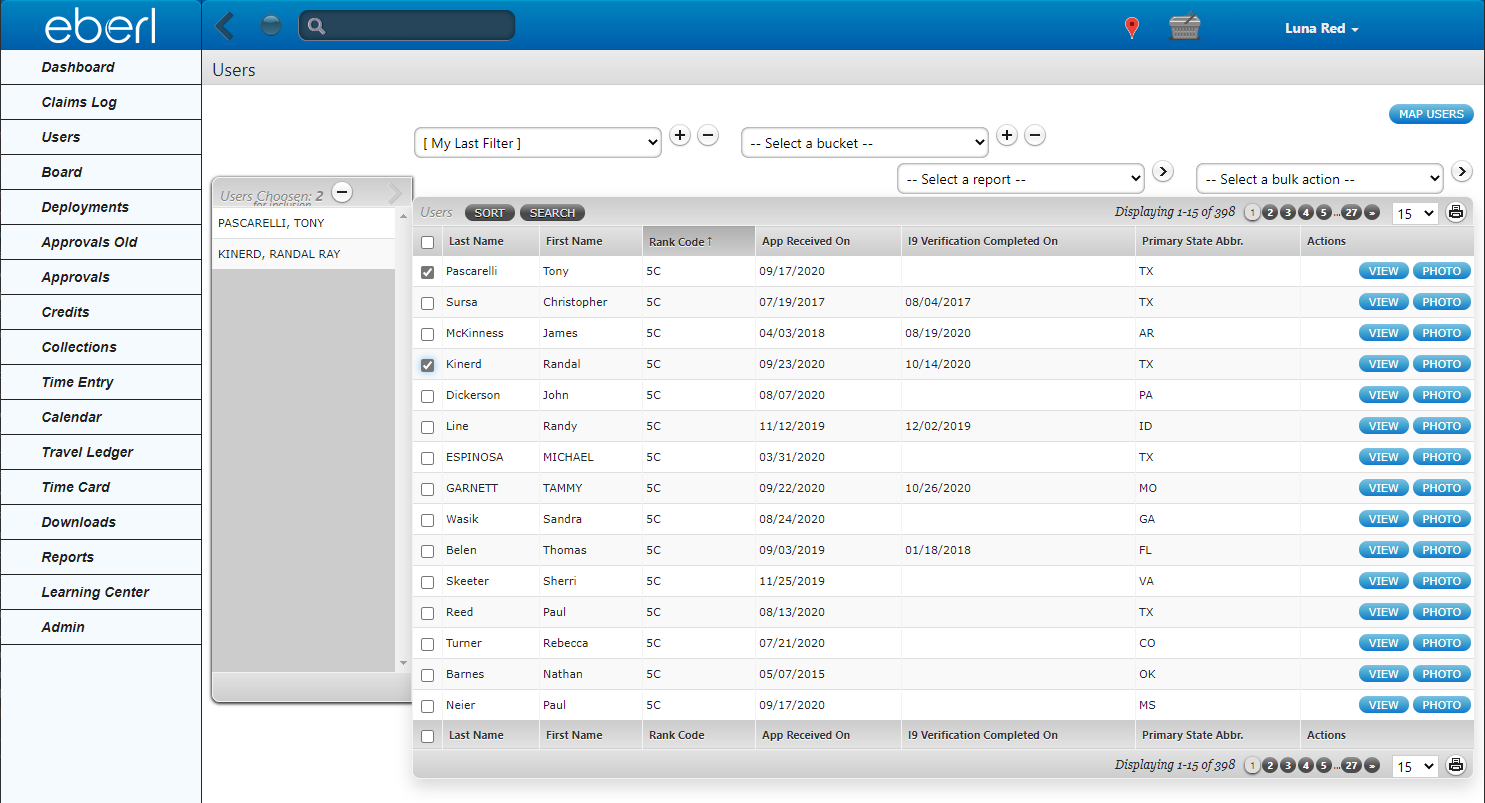 eberl
Luna Red
Dashboard
Claims Log
Users
Board
Deployments
Approvals Old
Approvals
Credits
Collections
Time Entry
Calendar
Travel Ledger
Time Card
Downloads
Reports
Learning Center
Admin
Users
MAP USERS
[ My Last Filter ]
-- Select a bucket --
-- Select a report --
-- Select a bulk action --
Users Choosen: 2
for inclusion
PASCARELLI, TONY
KINERD, RANDAL RAY
Users SORT SEARCH Displaying 1-15 of 398 1 2 3 4 5 ... 27 » 15
Last Name First Name Rank Code↑ App Received On I9 Verification Completed On Primary State Abbr. Actions
Pascarelli Tony 5C 09/17/2020 TX VIEW PHOTO
Sursa Christopher 5C 07/19/2017 08/04/2017 TX VIEW PHOTO
McKinness James 5C 04/03/2018 08/19/2020 AR VIEW PHOTO
Kinerd Randal 5C 09/23/2020 10/14/2020 TX VIEW PHOTO
Dickerson John 5C 08/07/2020 PA VIEW PHOTO
Line Randy 5C 11/12/2019 12/02/2019 ID VIEW PHOTO
ESPINOSA MICHAEL 5C 03/31/2020 TX VIEW PHOTO
GARNETT TAMMY 5C 09/22/2020 10/26/2020 MO VIEW PHOTO
Wasik Sandra 5C 08/24/2020 GA VIEW PHOTO
Belen Thomas 5C 09/03/2019 01/18/2018 FL VIEW PHOTO
Skeeter Sherri 5C 11/25/2019 VA VIEW PHOTO
Reed Paul 5C 08/13/2020 TX VIEW PHOTO
Turner Rebecca 5C 07/21/2020 CO VIEW PHOTO
Barnes Nathan 5C 05/07/2015 OK VIEW PHOTO
Neier Paul 5C 09/17/2020 MS VIEW PHOTO
Last Name First Name Rank Code App Received On I9 Verification Completed On Primary State Abbr. Actions
Displaying 1-15 of 398 1 2 3 4 5 ... 27 » 15